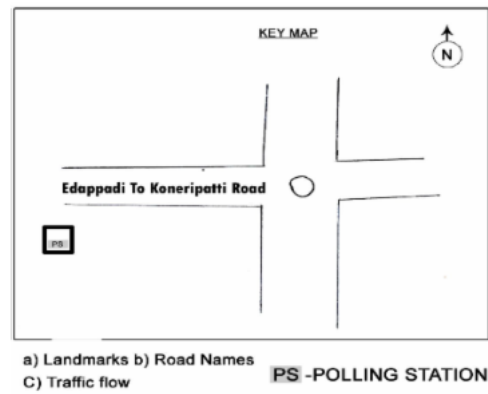 KEY MAP
N
Edappadi To Koneripatti Road
PS
a) Landmarks b) Road Names
C) Traffic flow
PS -POLLING STATION